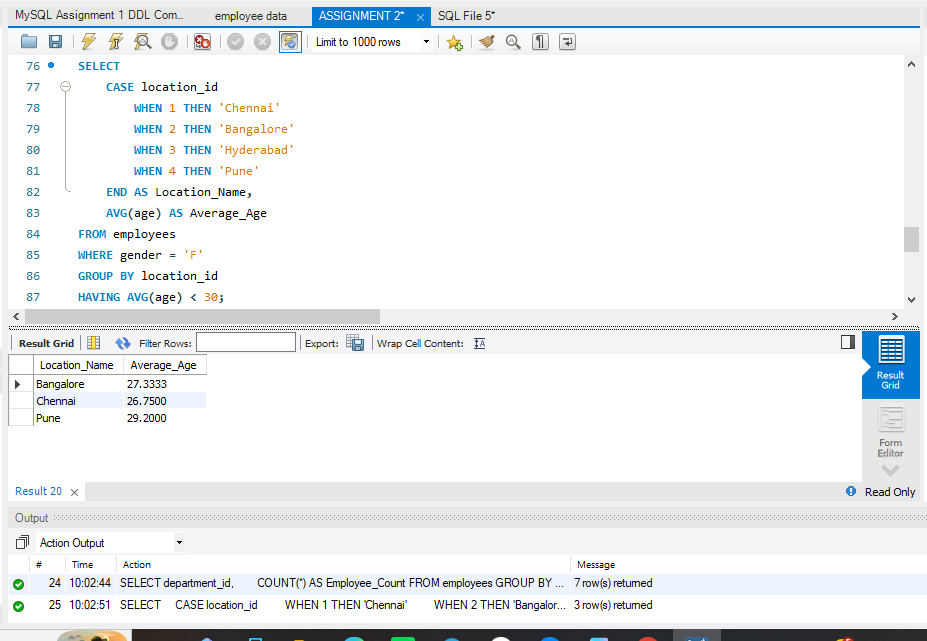 MySQL Assignment 1 DDL Com... employee data ASSIGNMENT 2* SQL File 5*
Limit to 1000 rows
76 SELECT
77 CASE location_id
78 WHEN 1 THEN 'Chennai'
79 WHEN 2 THEN 'Bangalore'
80 WHEN 3 THEN 'Hyderabad'
81 WHEN 4 THEN 'Pune'
82 END AS Location_Name,
83 AVG(age) AS Average_Age
84 FROM employees
85 WHERE gender = 'F'
86 GROUP BY location_id
87 HAVING AVG(age) < 30;
Result Grid Filter Rows: Export: Wrap Cell Content:
Location_Name Average_Age
Bangalore 27.3333
Chennai 26.7500
Pune 29.2000
Result Grid
Form Editor
Result 20 Read Only
Output
Action Output
# Time Action Message
24 10:02:44 SELECT department_id, COUNT(*) AS Employee_Count FROM employees GROUP BY ... 7 row(s) returned
25 10:02:51 SELECT CASE location_id WHEN 1 THEN 'Chennai' WHEN 2 THEN 'Bangalor... 3 row(s) returned